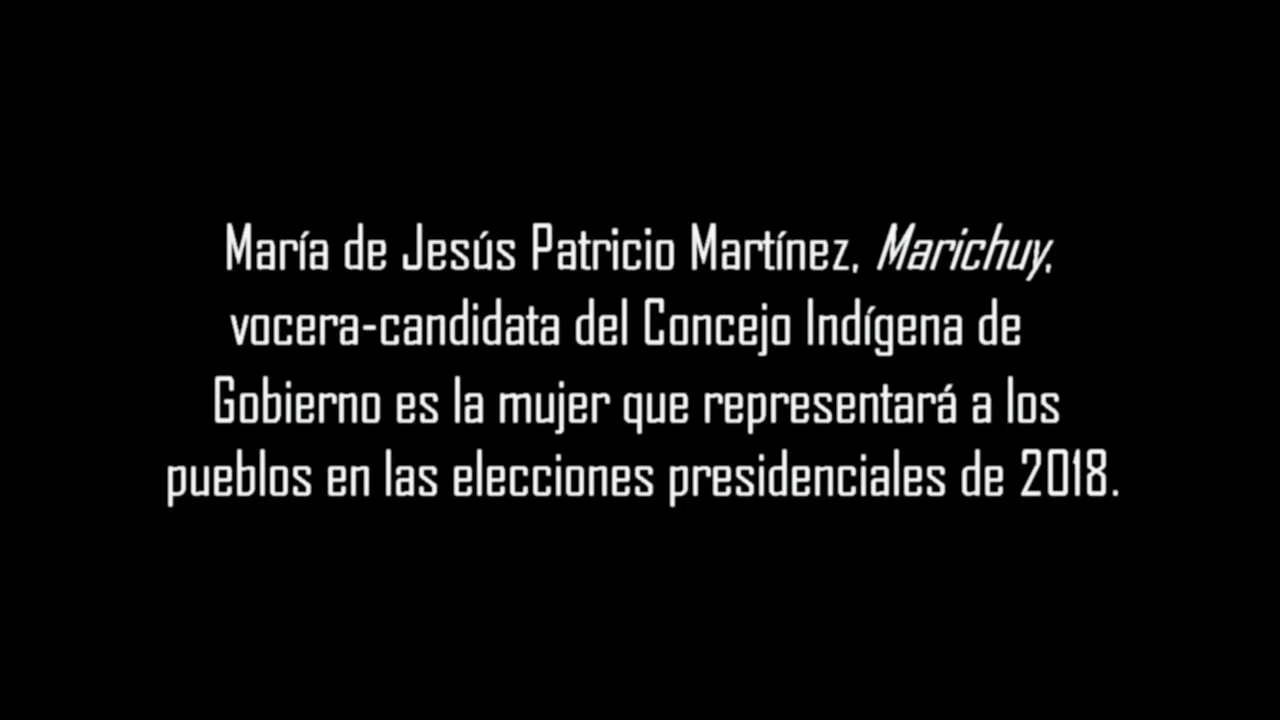 María de Jesús Patricio Martínez, Marichuy,
vocera-candidata del Concejo Indígena de
Gobierno es la mujer que representará a los
pueblos en las elecciones presidenciales de 2018.